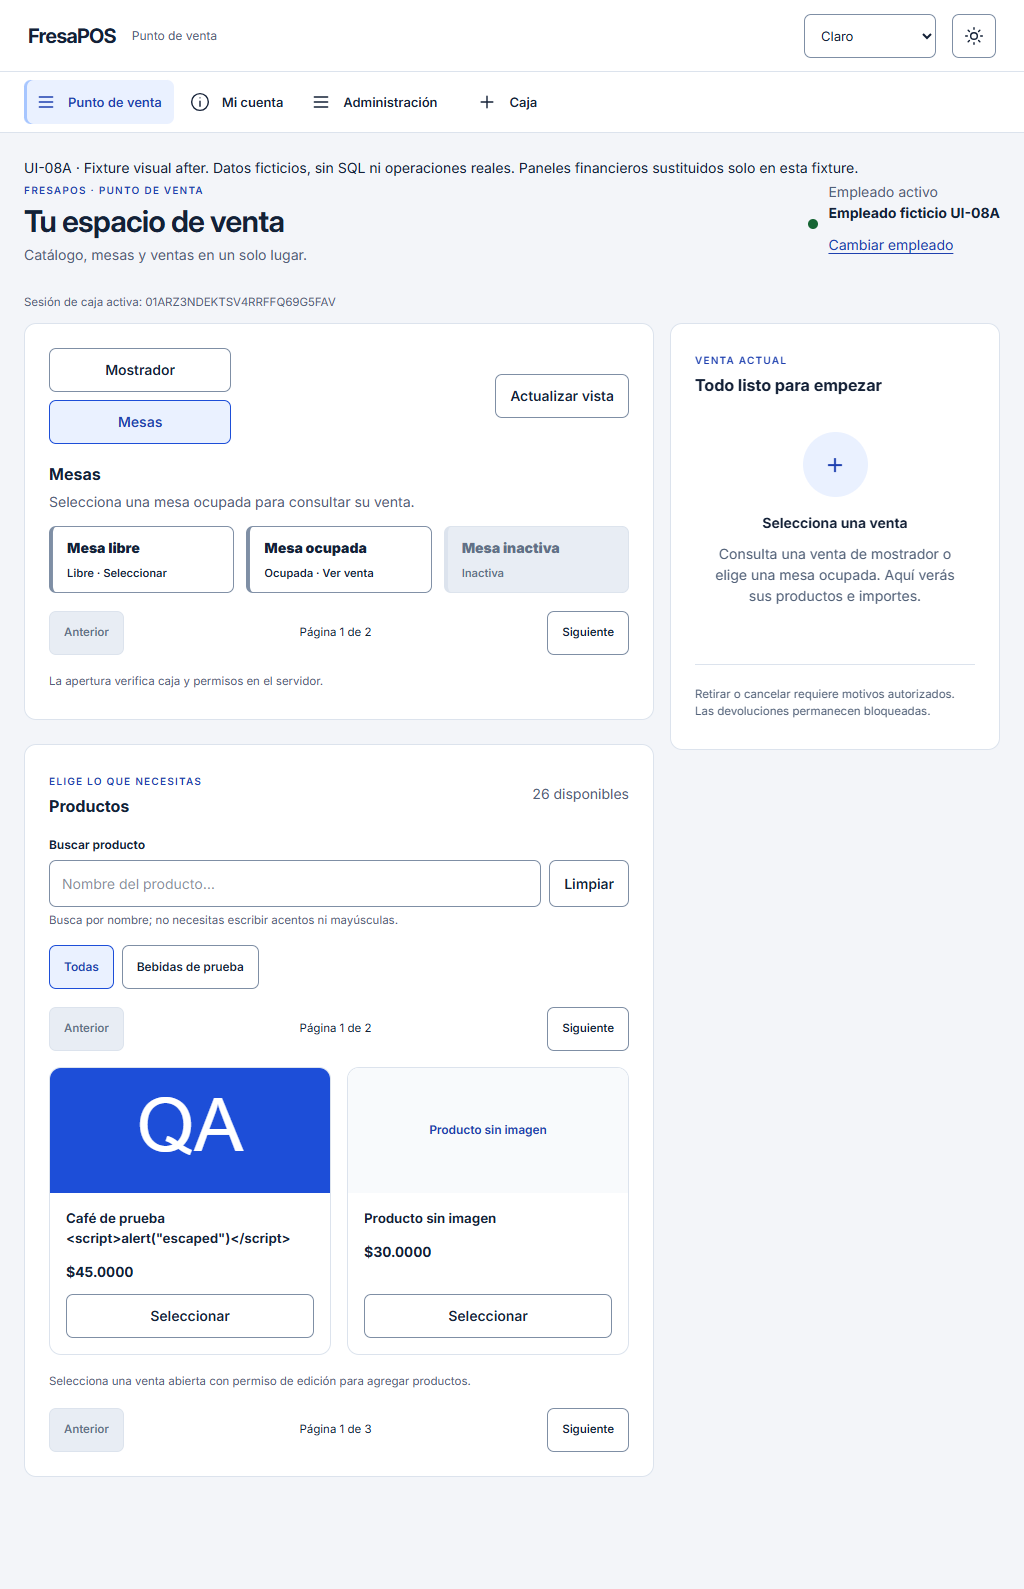 FresaPOS
Punto de venta
Claro
Punto de venta
Mi cuenta
Administración
Caja
UI-08A · Fixture visual after. Datos ficticios, sin SQL ni operaciones reales. Paneles financieros sustituidos solo en esta fixture.
FRESAPOS · PUNTO DE VENTA
Tu espacio de venta
Catálogo, mesas y ventas en un solo lugar.
Empleado activo
Empleado ficticio UI-08A
Cambiar empleado
Sesión de caja activa: 01ARZ3NDEKTSV4RRFFQ69G5FAV
Mostrador
Mesas
Actualizar vista
Mesas
Selecciona una mesa ocupada para consultar su venta.
Mesa libre
Libre · Seleccionar
Mesa ocupada
Ocupada · Ver venta
Mesa inactiva
Inactiva
Anterior
Página 1 de 2
Siguiente
La apertura verifica caja y permisos en el servidor.
VENTA ACTUAL
Todo listo para empezar
Selecciona una venta
Consulta una venta de mostrador o
elige una mesa ocupada. Aquí verás
sus productos e importes.
Retirar o cancelar requiere motivos autorizados.
Las devoluciones permanecen bloqueadas.
ELIGE LO QUE NECESITAS
Productos
26 disponibles
Buscar producto
Nombre del producto...
Limpiar
Busca por nombre; no necesitas escribir acentos ni mayúsculas.
Todas
Bebidas de prueba
Anterior
Página 1 de 2
Siguiente
QA
Café de prueba
<script>alert("escaped")</script>
$45.0000
Seleccionar
Producto sin imagen
Producto sin imagen
$30.0000
Seleccionar
Selecciona una venta abierta con permiso de edición para agregar productos.
Anterior
Página 1 de 3
Siguiente